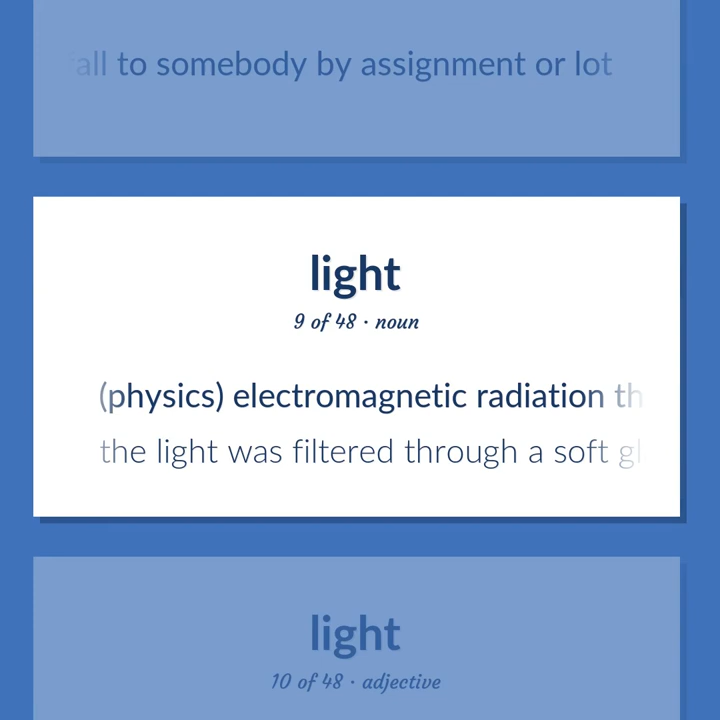 fall to somebody by assignment or lot
light
9 of 48 · noun
(physics) electromagnetic radiation
the light was filtered through a soft
light
10 of 48 · adjective